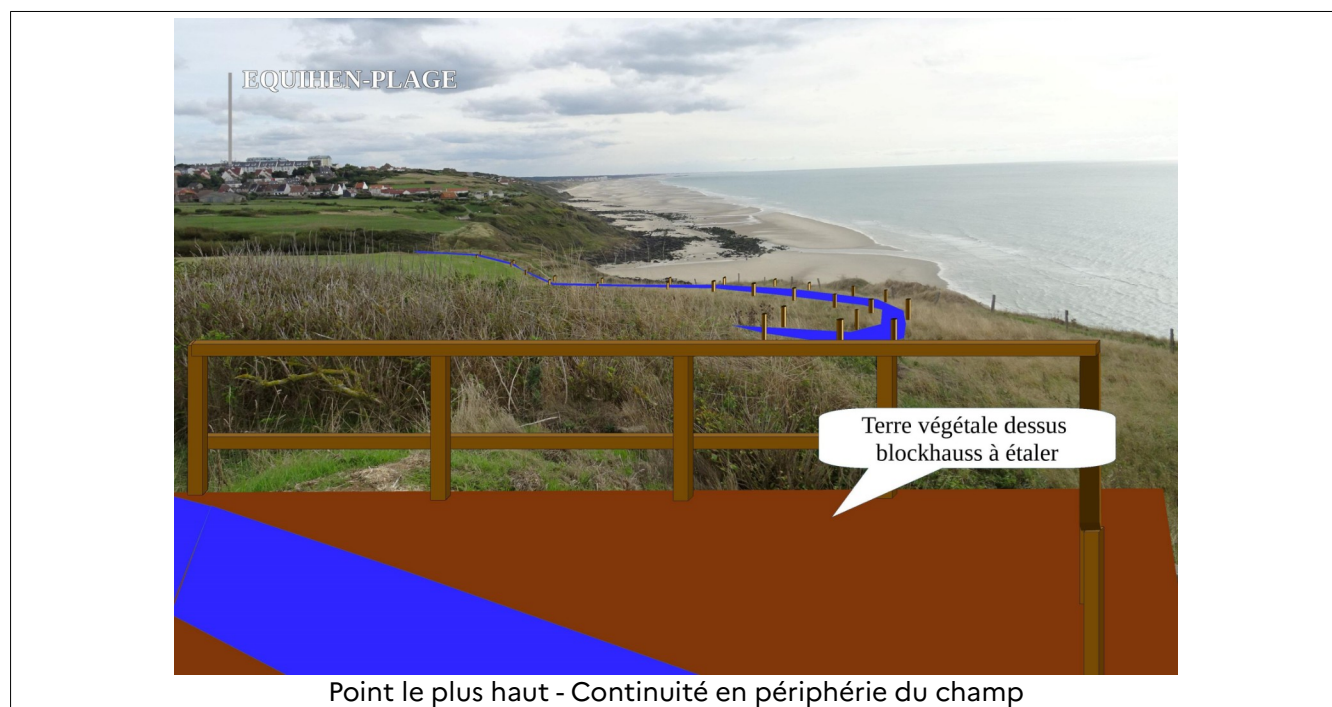 EQUIHEN-PLAGE
Terre végétale dessus
blockhauss à étaler
Point le plus haut - Continuité en périphérie du champ